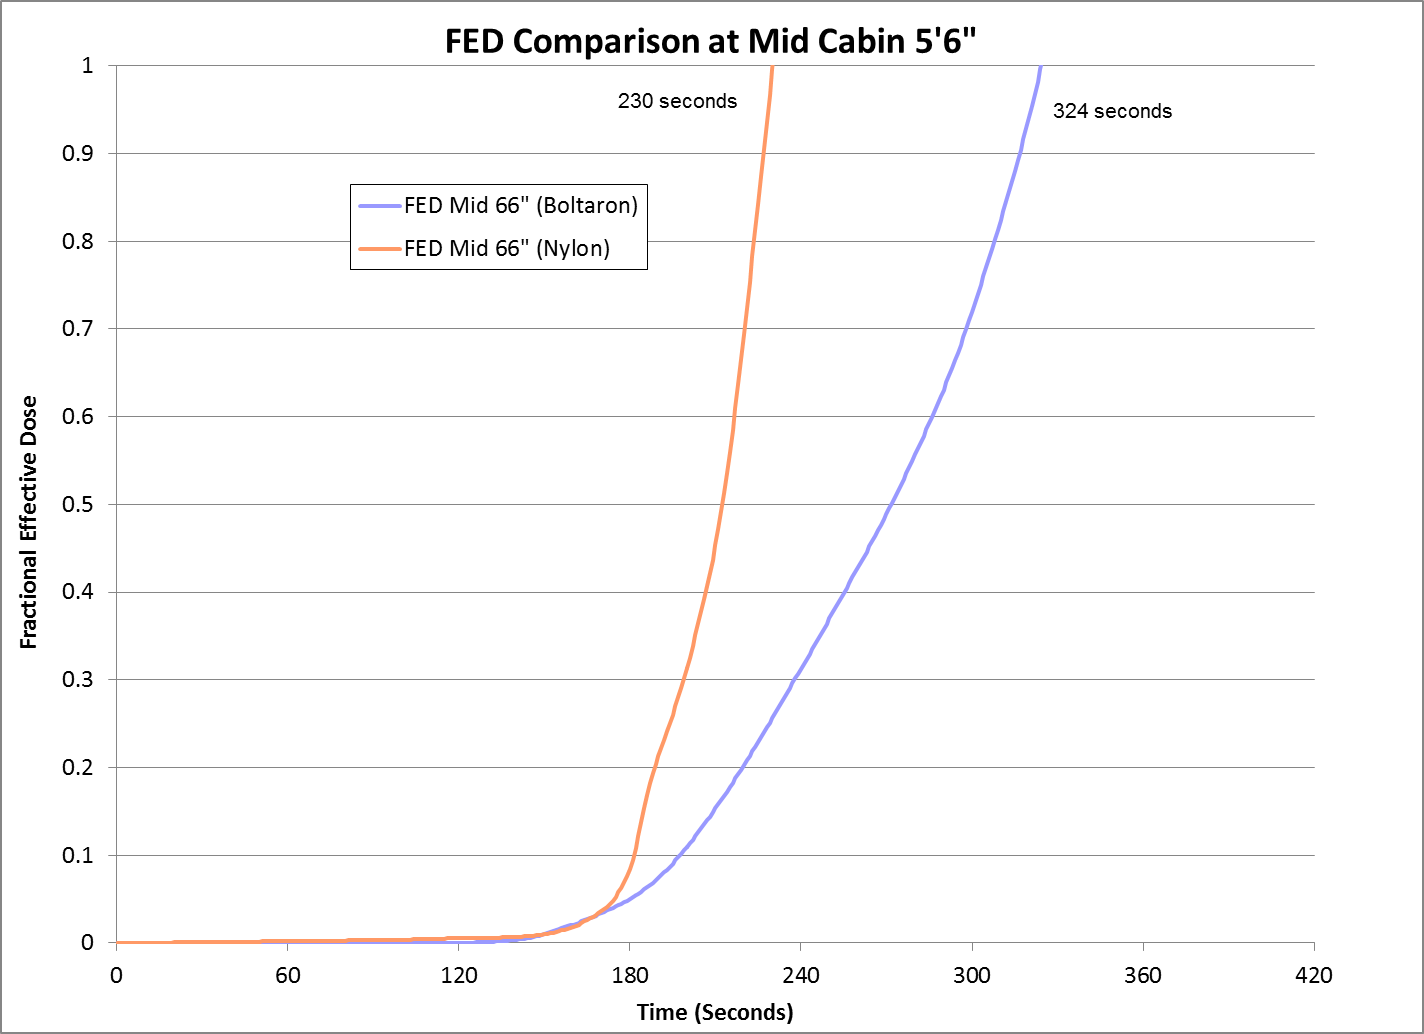 FED Comparison at Mid Cabin 5'6"
1
230 seconds
324 seconds
0.9
FED Mid 66" (Boltaron)
FED Mid 66" (Nylon)
0.8
0.7
0.6
0.5
0.4
0.3
0.2
0.1
0
Fractional Effective Dose
0 60 120 180 240 300 360 420
Time (Seconds)